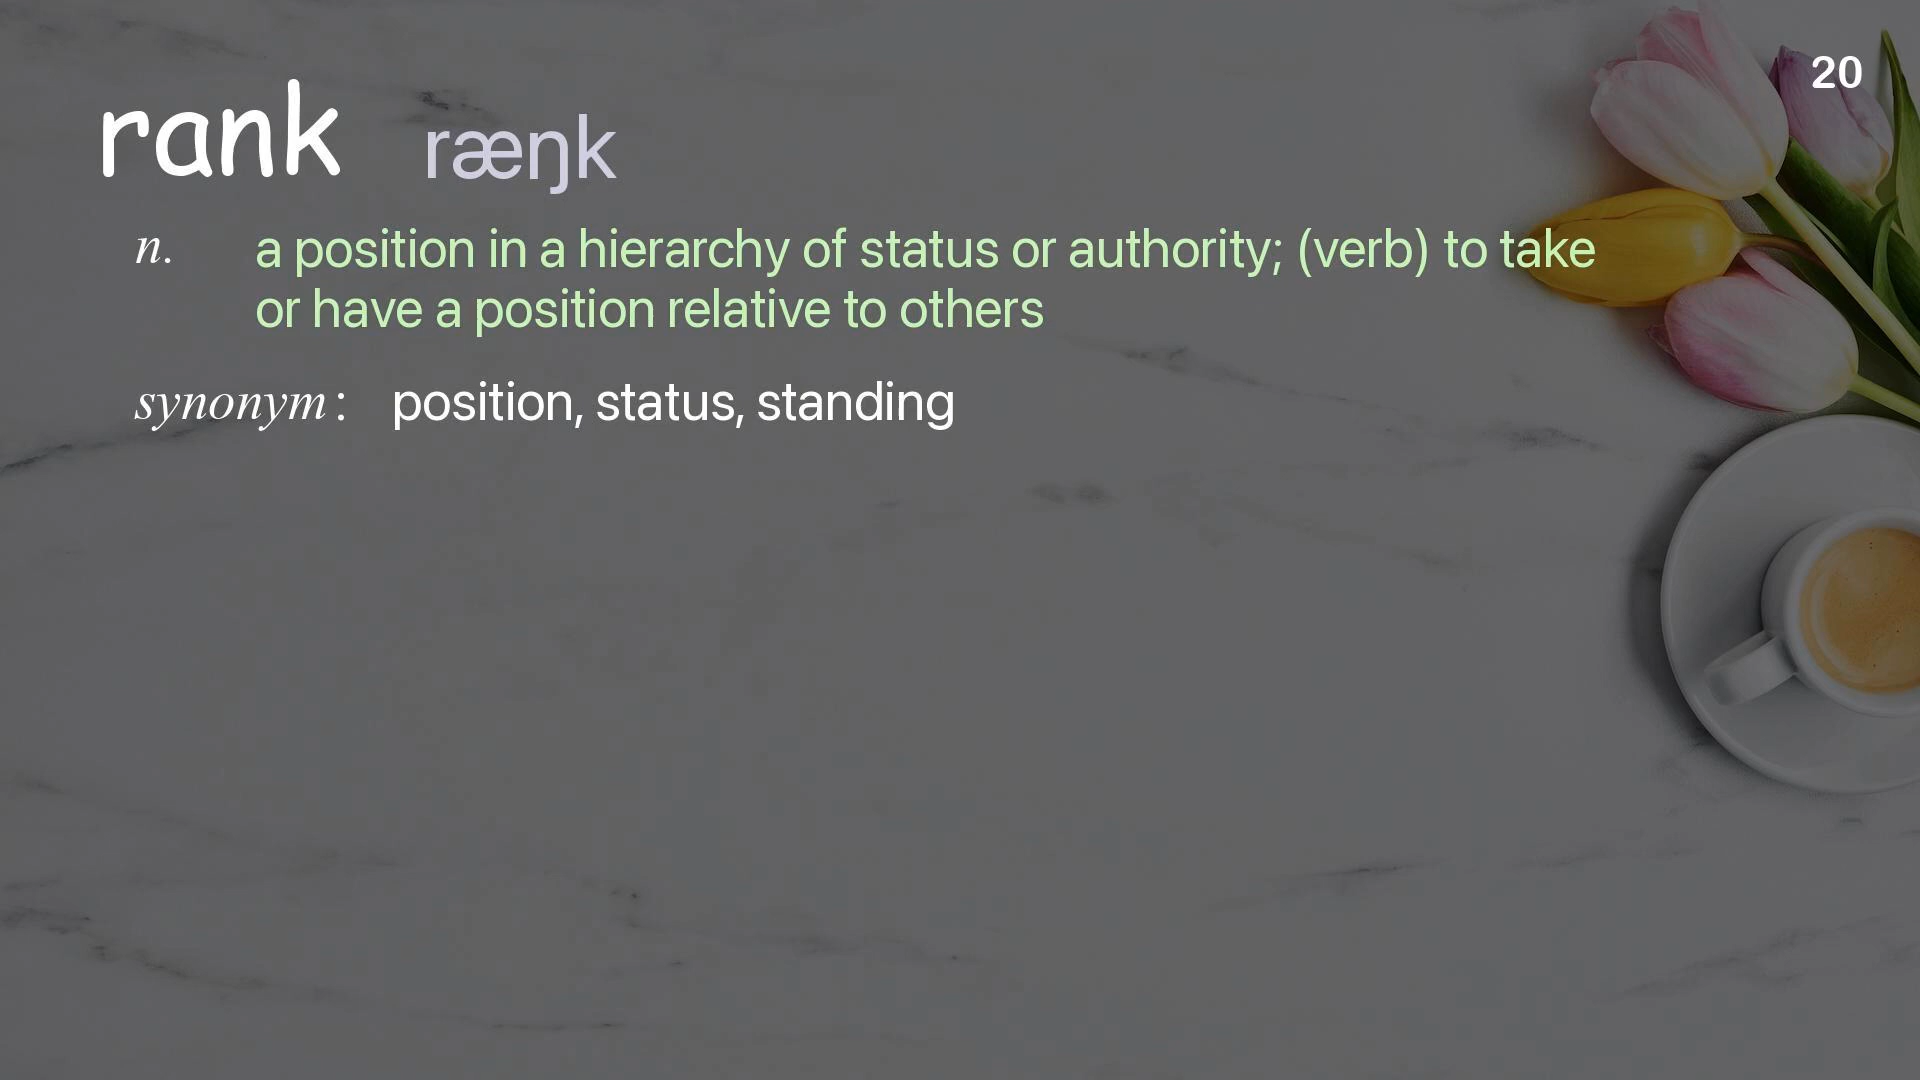 20
rank ræŋk
n. a position in a hierarchy of status or authority; (verb) to take
or have a position relative to others
synonym: position, status, standing